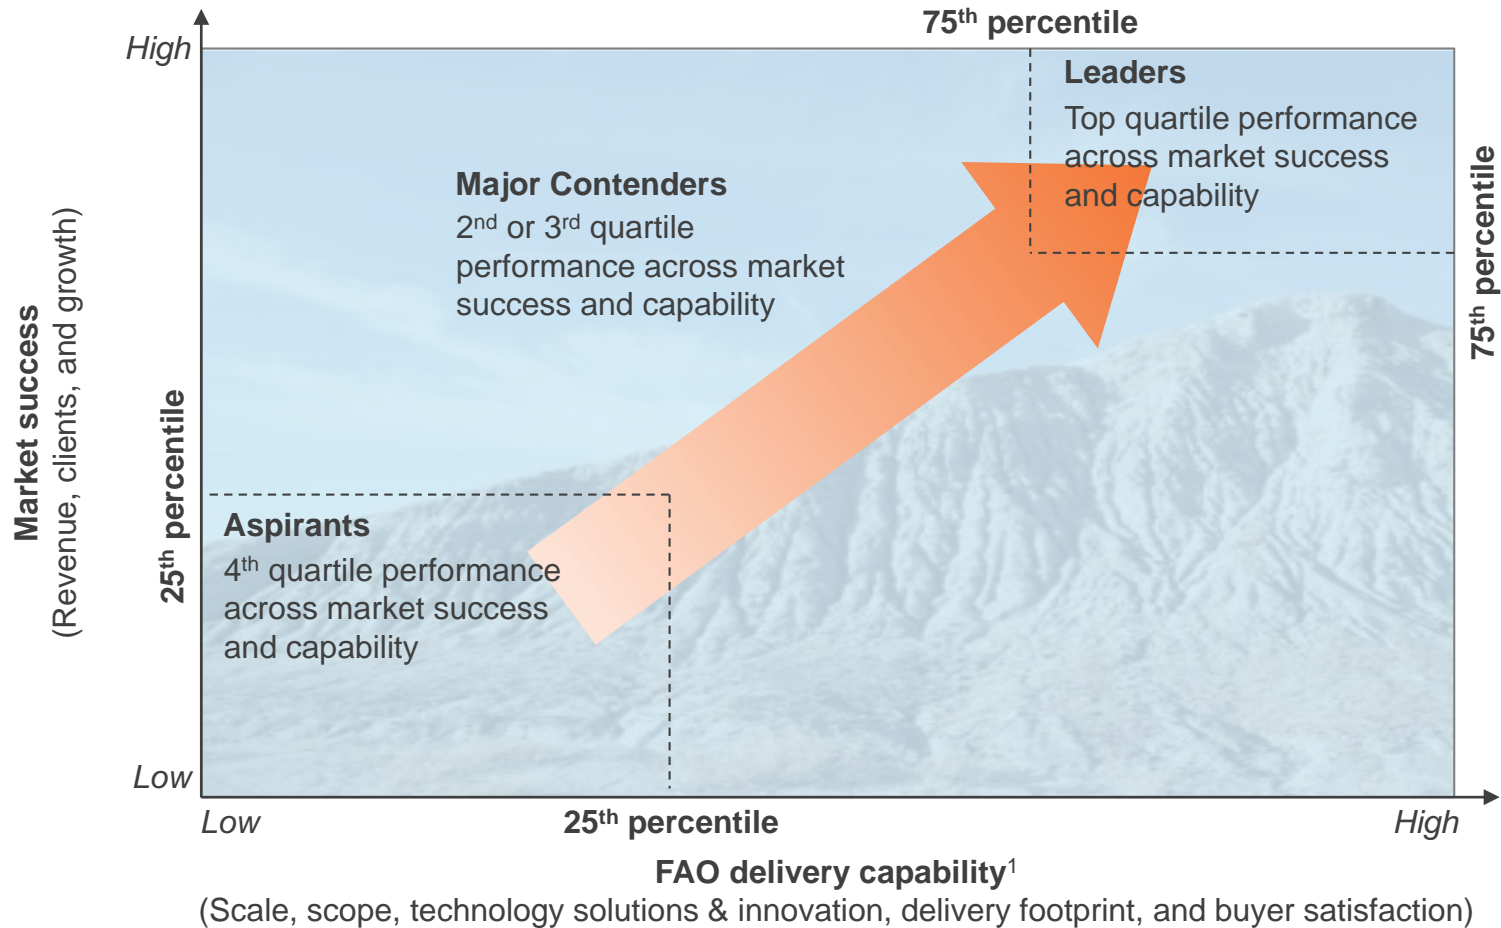 75th percentile
High
Leaders
Top quartile performance
across market success
and capability
Major Contenders
2nd or 3rd quartile
performance across market
success and capability
75th percentile
Market success
(Revenue, clients, and growth)
25th percentile
Aspirants
4th quartile performance
across market success
and capability
Low
Low
25th percentile
High
FAO delivery capability1
(Scale, scope, technology solutions & innovation, delivery footprint, and buyer satisfaction)